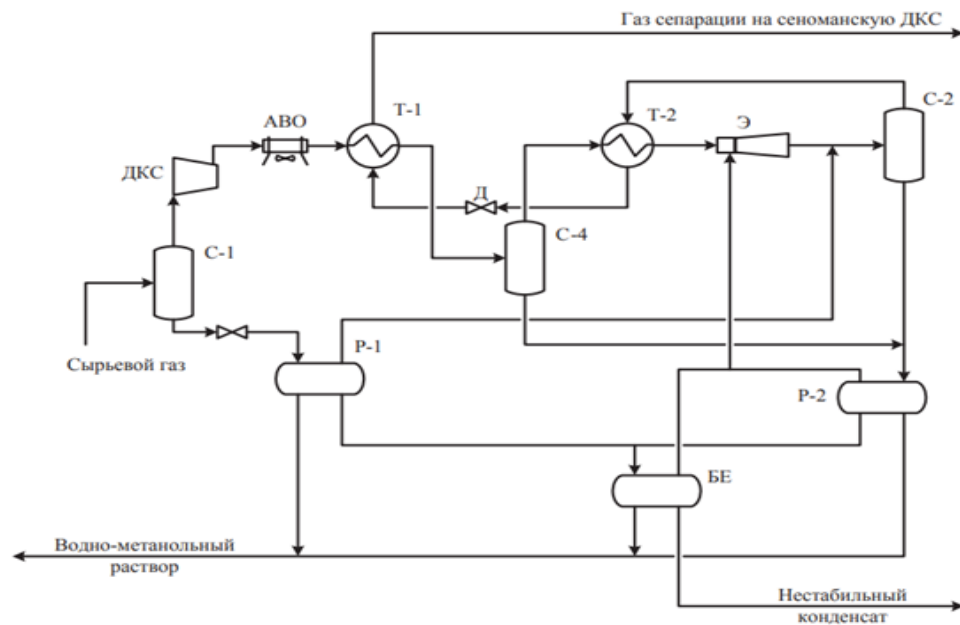 Газ сепарации на сеноманскую ДКС
С-2
Т-1
Т-2
Э
АВО
ДКС
Д
С-4
С-1
Сырьевой газ
Р-1
Р-2
БЕ
Водно-метанольный
раствор
Нестабильный
конденсат